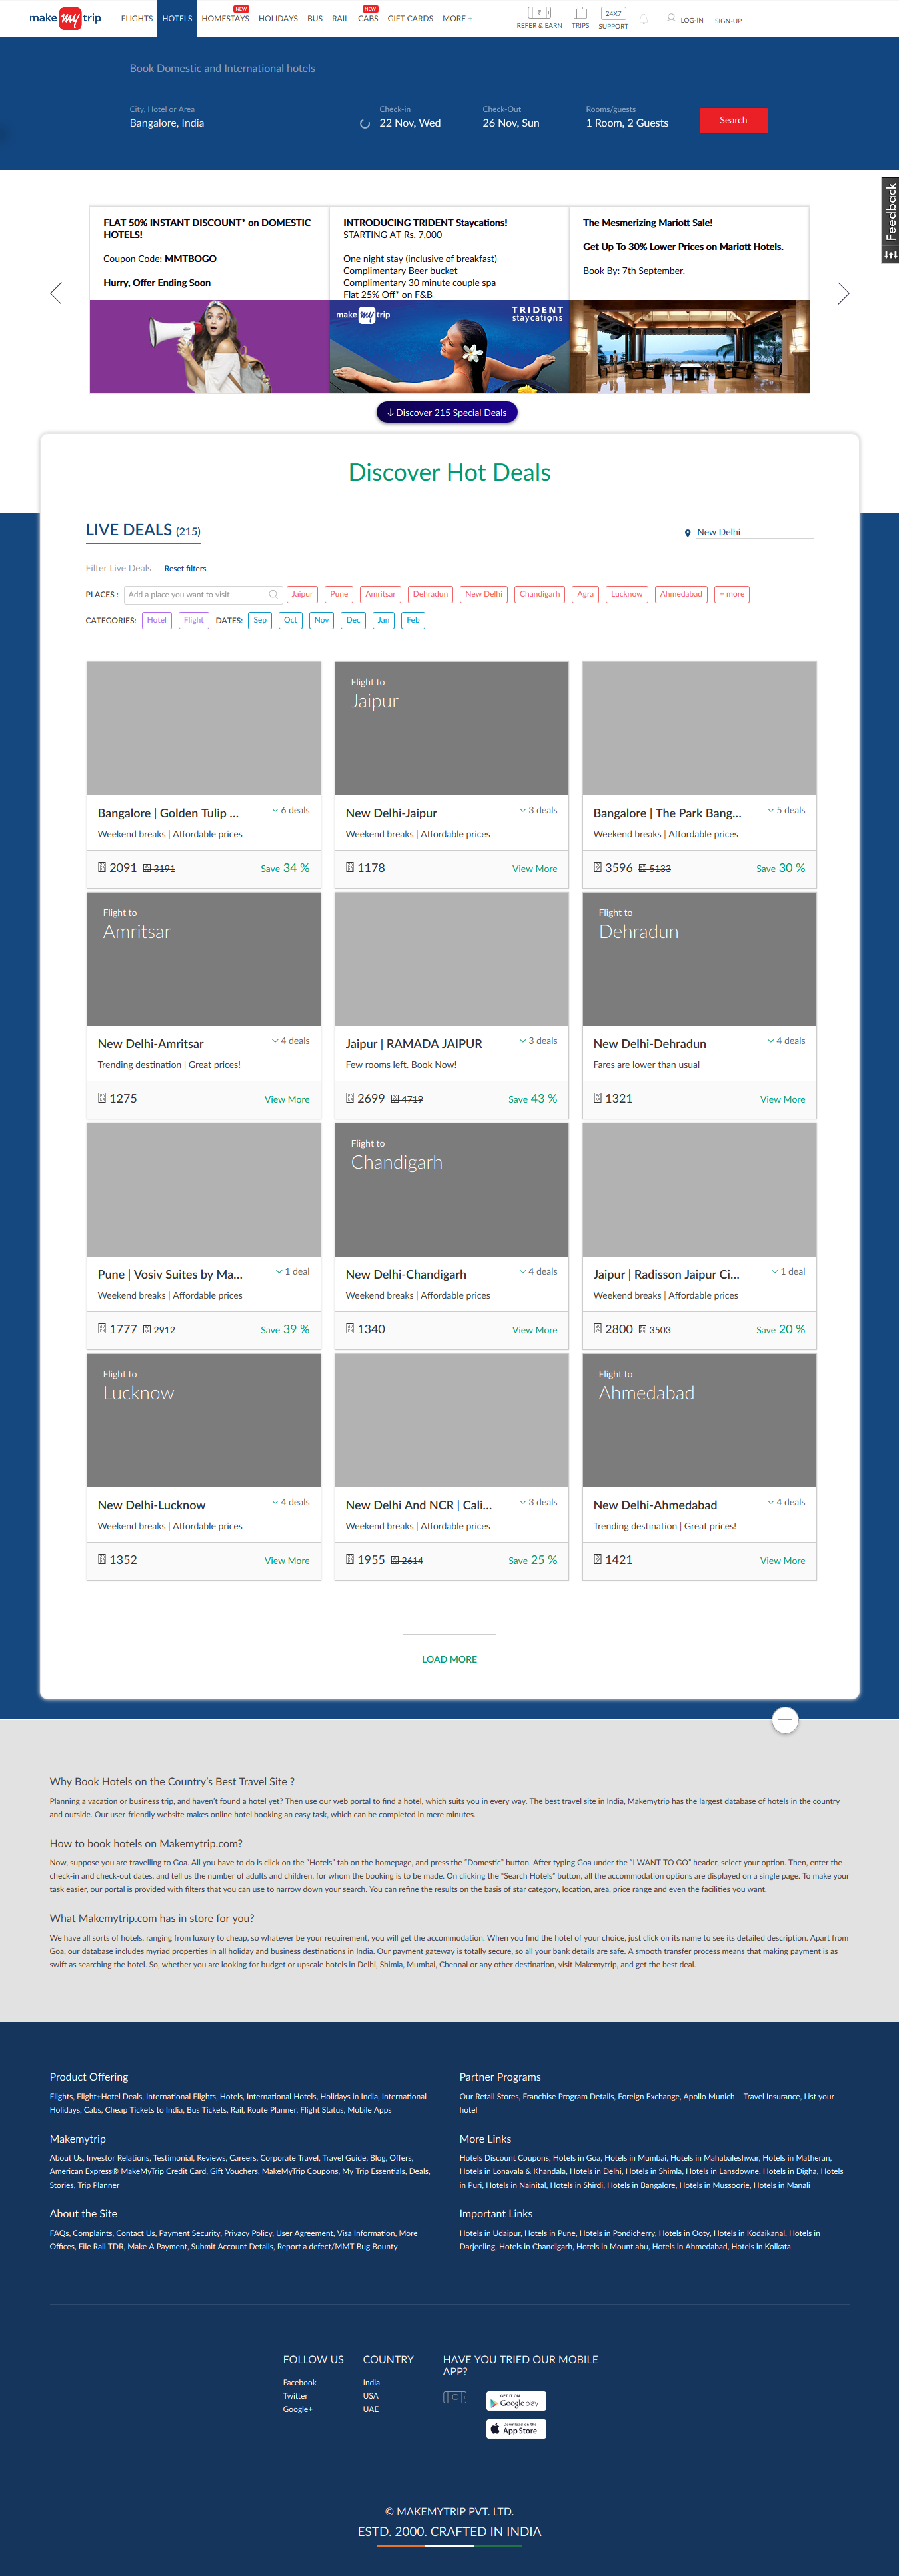 make my trip
FLIGHTS HOTELS HOMESTAYS HOLIDAYS BUS RAIL CABS GIFT CARDS MORE +
NEW NEW
REFER & EARN TRIPS 24X7 SUPPORT LOG-IN SIGN-UP
Book Domestic and International hotels
City, Hotel or Area Check-in Check-Out Rooms/guests
Bangalore, India 22 Nov, Wed 26 Nov, Sun 1 Room, 2 Guests Search
Feedback
FLAT 50% INSTANT DISCOUNT* on DOMESTIC
HOTELS!
Coupon Code: MMTBOGO
Hurry, Offer Ending Soon
INTRODUCING TRIDENT Staycations!
STARTING AT Rs. 7,000
One night stay (inclusive of breakfast)
Complimentary Beer bucket
Complimentary 30 minute couple spa
Flat 25% Off* on F&B
make my trip TRIDENT
staycations
The Mesmerizing Mariott Sale!
Get Up To 30% Lower Prices on Mariott Hotels.
Book By: 7th September.
Discover 215 Special Deals
Discover Hot Deals
LIVE DEALS (215) New Delhi
Filter Live Deals Reset filters
PLACES : Add a place you want to visit Jaipur Pune Amritsar Dehradun New Delhi Chandigarh Agra Lucknow Ahmedabad + more
CATEGORIES: Hotel Flight DATES: Sep Oct Nov Dec Jan Feb
Bangalore | Golden Tulip ... 6 deals
Weekend breaks | Affordable prices
2091 3191 Save 34 %
Flight to
Jaipur
New Delhi-Jaipur 3 deals
Weekend breaks | Affordable prices
1178 View More
Bangalore | The Park Bang... 5 deals
Weekend breaks | Affordable prices
3596 5133 Save 30 %
Flight to
Amritsar
New Delhi-Amritsar 4 deals
Trending destination | Great prices!
1275 View More
Jaipur | RAMADA JAIPUR 3 deals
Few rooms left. Book Now!
2699 4719 Save 43 %
Flight to
Dehradun
New Delhi-Dehradun 4 deals
Fares are lower than usual
1321 View More
Pune | Vosiv Suites by Ma... 1 deal
Weekend breaks | Affordable prices
1777 2912 Save 39 %
Flight to
Chandigarh
New Delhi-Chandigarh 4 deals
Weekend breaks | Affordable prices
1340 View More
Jaipur | Radisson Jaipur Ci... 1 deal
Weekend breaks | Affordable prices
2800 3503 Save 20 %
Flight to
Lucknow
New Delhi-Lucknow 4 deals
Weekend breaks | Affordable prices
1352 View More
New Delhi And NCR | Cali... 3 deals
Weekend breaks | Affordable prices
1955 2614 Save 25 %
Flight to
Ahmedabad
New Delhi-Ahmedabad 4 deals
Trending destination | Great prices!
1421 View More
LOAD MORE
Why Book Hotels on the Country's Best Travel Site ?
Planning a vacation or business trip, and haven't found a hotel yet? Then use our web portal to find a hotel, which suits you in every way. The best travel site in India, Makemytrip has the largest database of hotels in the country
and outside. Our user-friendly website makes online hotel booking an easy task, which can be completed in mere minutes.
How to book hotels on Makemytrip.com?
Now, suppose you are travelling to Goa. All you have to do is click on the "Hotels" tab on the homepage, and press the "Domestic" button. After typing Goa under the "I WANT TO GO" header, select your option. Then, enter the
check-in and check-out dates, and tell us the number of adults and children, for whom the booking is to be made. On clicking the "Search Hotels" button, all the accommodation options are displayed on a single page. To make your
task easier, our portal is provided with filters that you can use to narrow down your search. You can refine the results on the basis of star category, location, area, price range and even the facilities you want.
What Makemytrip.com has in store for you?
We have all sorts of hotels, ranging from luxury to cheap, so whatever be your requirement, you will get the accommodation. When you find the hotel of your choice, just click on its name to see its detailed description. Apart from
Goa, our database includes myriad properties in all holiday and business destinations in India. Our payment gateway is totally secure, so all your bank details are safe. A smooth transfer process means that making payment is as
swift as searching the hotel. So, whether you are looking for budget or upscale hotels in Delhi, Shimla, Mumbai, Chennai or any other destination, visit Makemytrip, and get the best deal.
Product Offering
Flights, Flight+Hotel Deals, International Flights, Hotels, International Hotels, Holidays in India, International
Holidays, Cabs, Cheap Tickets to India, Bus Tickets, Rail, Route Planner, Flight Status, Mobile Apps
Makemytrip
About Us, Investor Relations, Testimonial, Reviews, Careers, Corporate Travel, Travel Guide, Blog, Offers,
American Express® MakeMyTrip Credit Card, Gift Vouchers, MakeMyTrip Coupons, My Trip Essentials, Deals,
Stories, Trip Planner
About the Site
FAQs, Complaints, Contact Us, Payment Security, Privacy Policy, User Agreement, Visa Information, More
Offices, File Rail TDR, Make A Payment, Submit Account Details, Report a defect/MMT Bug Bounty
Partner Programs
Our Retail Stores, Franchise Program Details, Foreign Exchange, Apollo Munich – Travel Insurance, List your
hotel
More Links
Hotels Discount Coupons, Hotels in Goa, Hotels in Mumbai, Hotels in Mahabaleshwar, Hotels in Matheran,
Hotels in Lonavala & Khandala, Hotels in Delhi, Hotels in Shimla, Hotels in Lansdowne, Hotels in Digha, Hotels
in Puri, Hotels in Nainital, Hotels in Shirdi, Hotels in Bangalore, Hotels in Mussoorie, Hotels in Manali
Important Links
Hotels in Udaipur, Hotels in Pune, Hotels in Pondicherry, Hotels in Ooty, Hotels in Kodaikanal, Hotels in
Darjeeling, Hotels in Chandigarh, Hotels in Mount abu, Hotels in Ahmedabad, Hotels in Kolkata
FOLLOW US
Facebook
Twitter
Google+
COUNTRY
India
USA
UAE
HAVE YOU TRIED OUR MOBILE
APP?
GET IT ON
Google play
Download on the
App Store
© MAKEMYTRIP PVT. LTD.
ESTD. 2000. CRAFTED IN INDIA